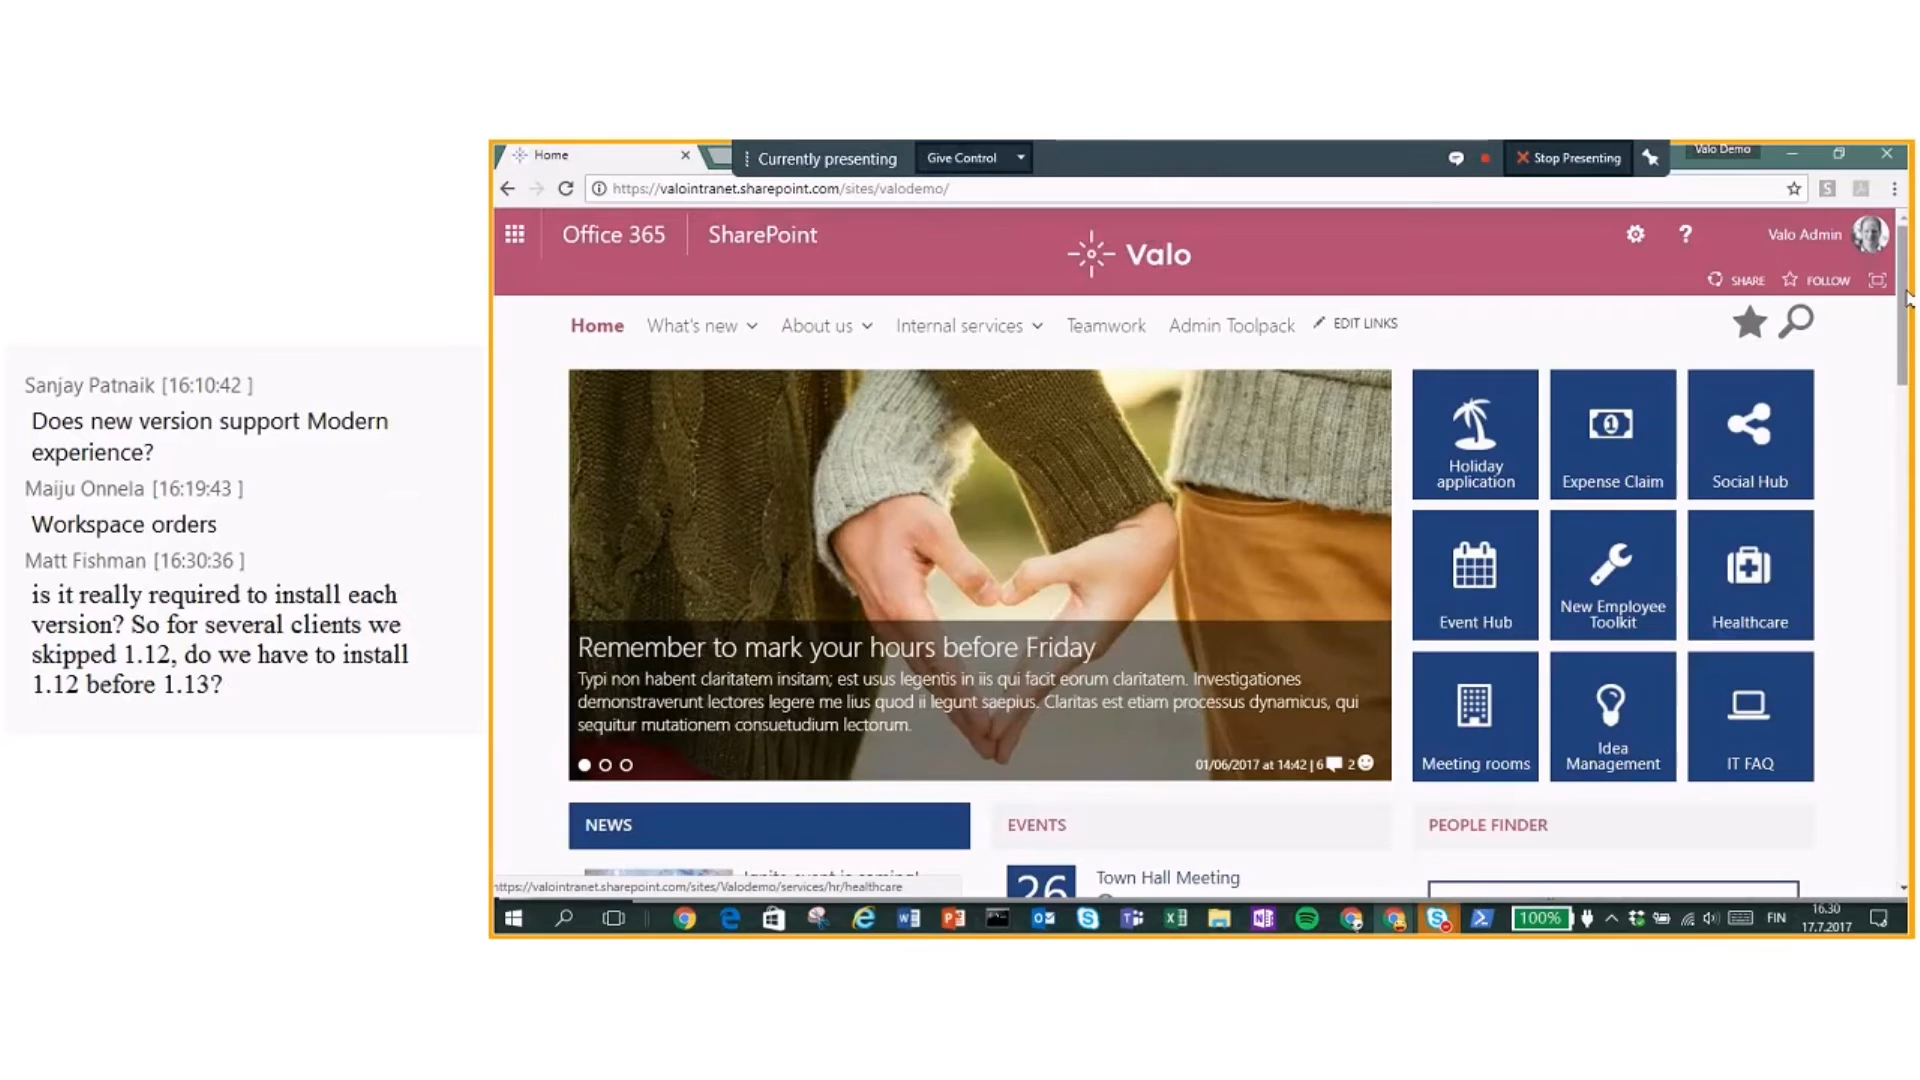 Sanjay Patnaik [16:10:42 ]
Does new version support Modern
experience?
Maiju Onnela [16:19:43 ]
Workspace orders
Matt Fishman [16:30:36 ]
is it really required to install each
version? So for several clients we
skipped 1.12, do we have to install
1.12 before 1.13?
Home
Currently presenting
Give Control
Stop Presenting
Valo Demo
https://valointranet.sharepoint.com/sites/valodemo/
Office 365
SharePoint
Valo
Valo Admin
SHARE
FOLLOW
Home What's new About us Internal services Teamwork Admin Toolpack EDIT LINKS
Remember to mark your hours before Friday
Typi non habent claritatem insitam; est usus legentis in iis qui facit eorum claritatem. Investigationes
demonstraverunt lectores legere me lius quod ii legunt saepius. Claritas est etiam processus dynamicus, qui
sequitur mutationem consuetudium lectorum.
01/06/2017 at 14:42 | 6 2
Holiday
application
Expense Claim
Social Hub
Event Hub
New Employee
Toolkit
Healthcare
Meeting rooms
Idea
Management
IT FAQ
NEWS
EVENTS
PEOPLE FINDER
26
Town Hall Meeting
ttps://valointranet.sharepoint.com/sites/Valodemo/services/hr/healthcare
100%
FIN
16.30
17.7.2017